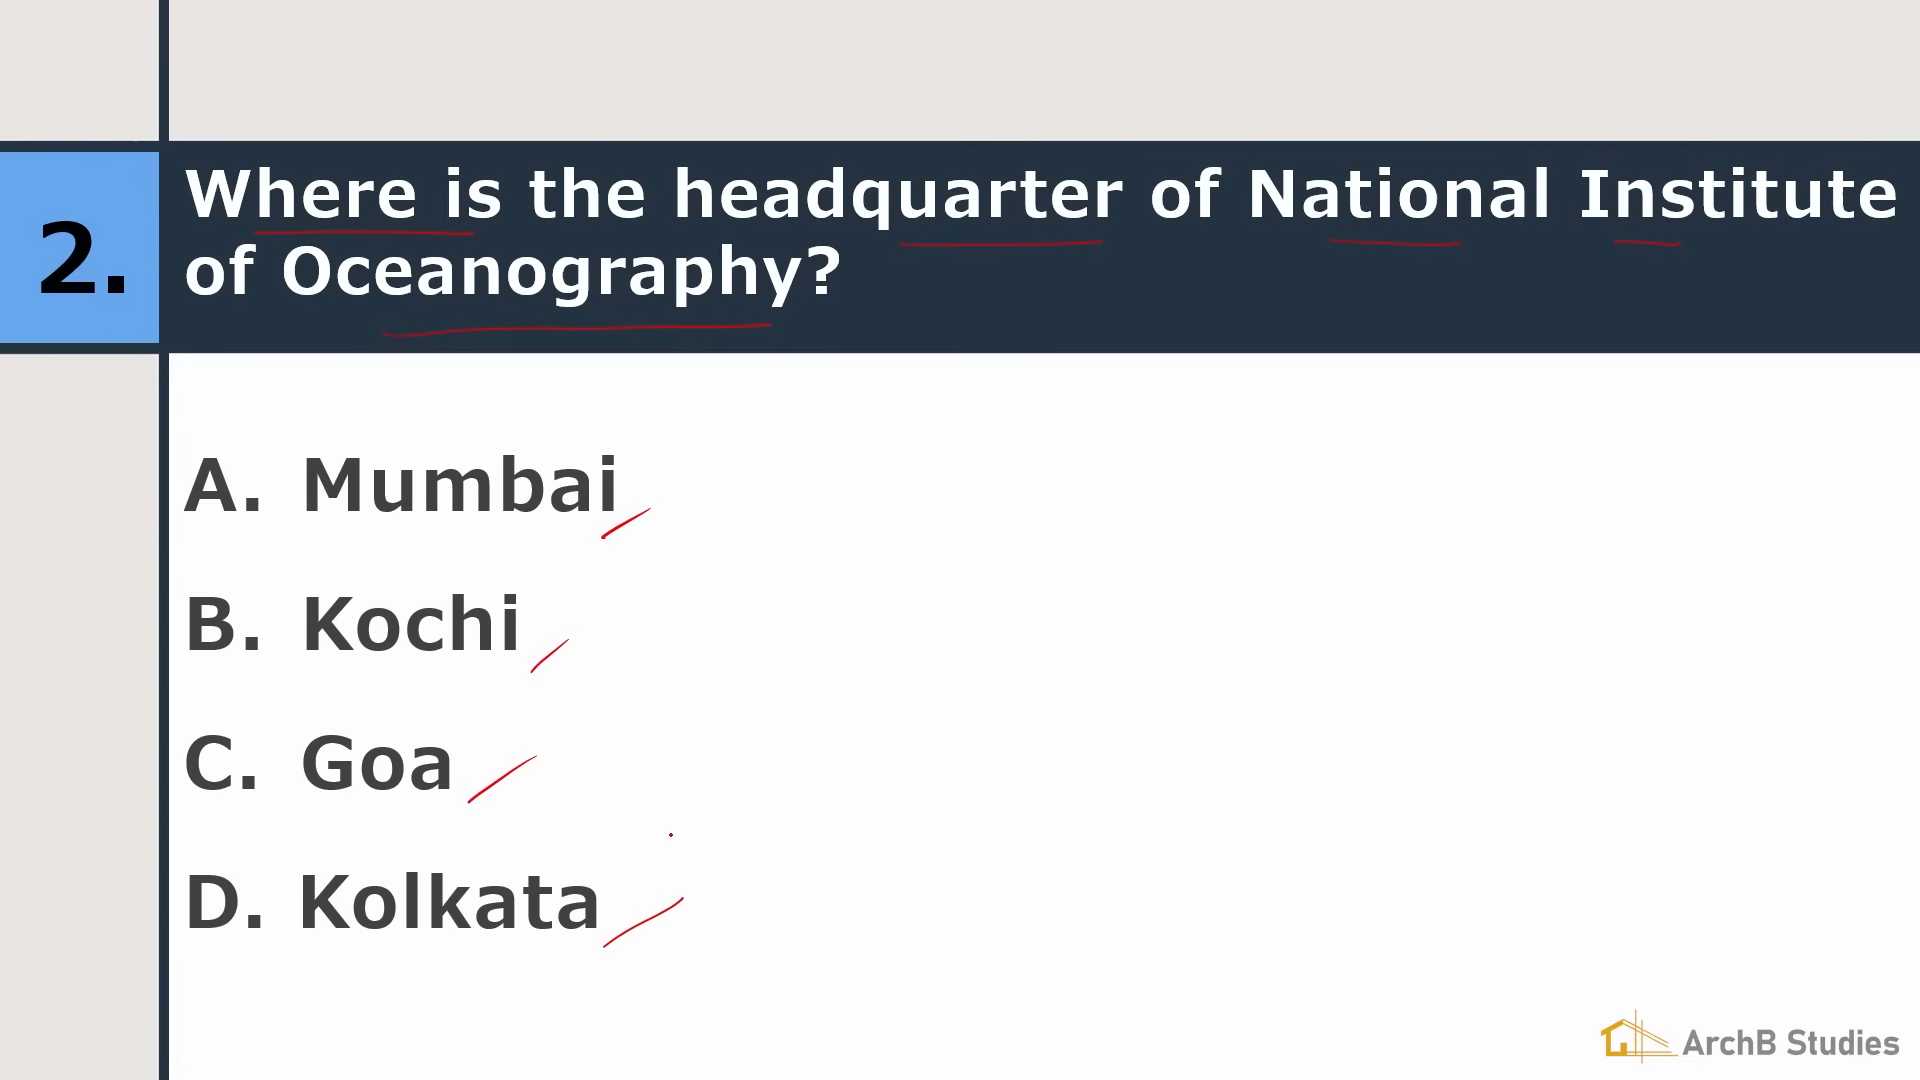 2.
Where is the headquarter of National Institute
of Oceanography?
A. Mumbai
B. Kochi
C. Goa
D. Kolkata
ArchB Studies